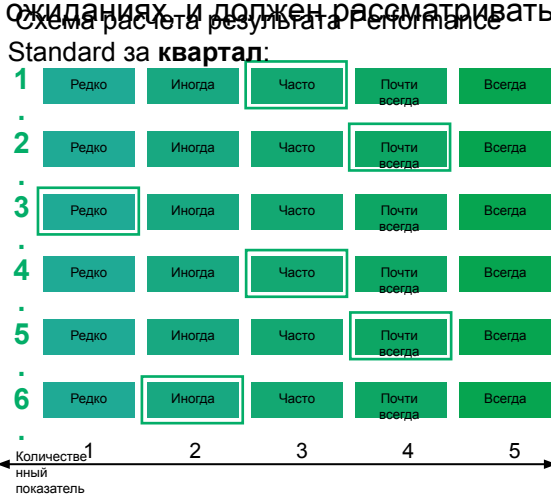 ожиданиях, и должен рассматривать
Схема расчета результата Performance
Standard за квартал:
1. Редко Иногда Часто Почти всегда Всегда
2. Редко Иногда Часто Почти всегда Всегда
3. Редко Иногда Часто Почти всегда Всегда
4. Редко Иногда Часто Почти всегда Всегда
5. Редко Иногда Часто Почти всегда Всегда
6. Редко Иногда Часто Почти всегда Всегда
Количестве 1 2 3 4 5
нный
показатель